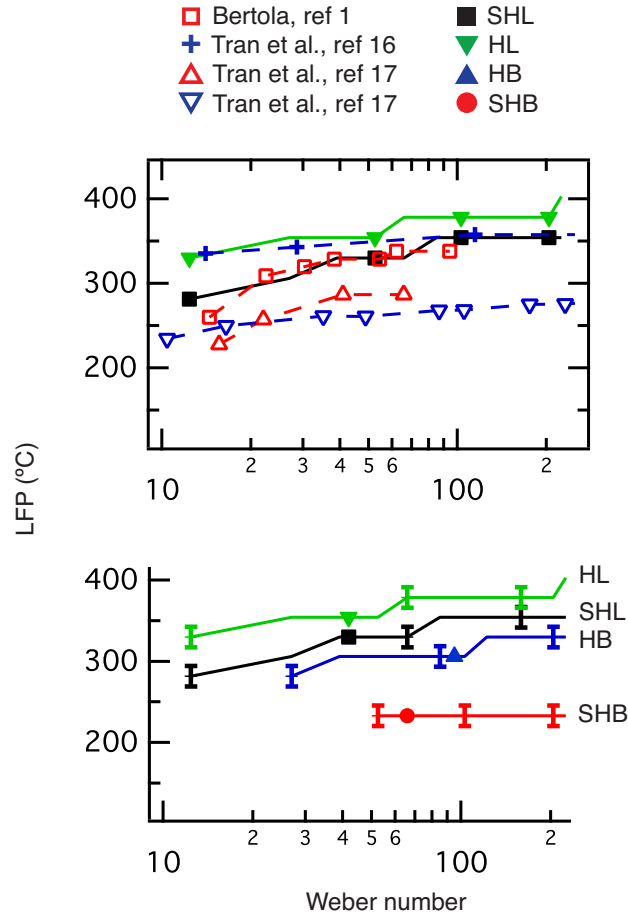 Bertola, ref 1
Tran et al., ref 16
Tran et al., ref 17
Tran et al., ref 17
SHL
HL
HB
SHB
400
300
200
10
2
3
4
5
6
100
2
LFP (ºC)
400
300
200
HL
SHL
HB
SHB
10
2
3
4
5
6
100
2
Weber number